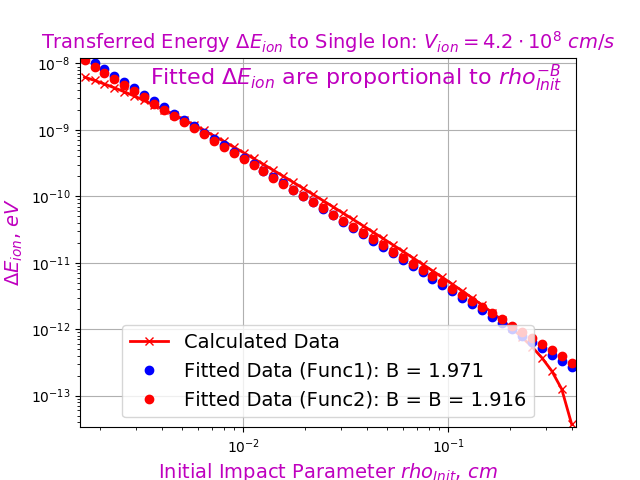 Transferred Energy ΔE_ion to Single Ion: V_ion = 4.2 · 10^8 cm/s
Fitted ΔE_ion are proportional to rho_Init^−B
10^−8
10^−9
10^−10
10^−11
10^−12
10^−13
ΔE_ion, eV
Calculated Data
Fitted Data (Func1): B = 1.971
Fitted Data (Func2): B = B = 1.916
10^−2
10^−1
Initial Impact Parameter rho_Init, cm